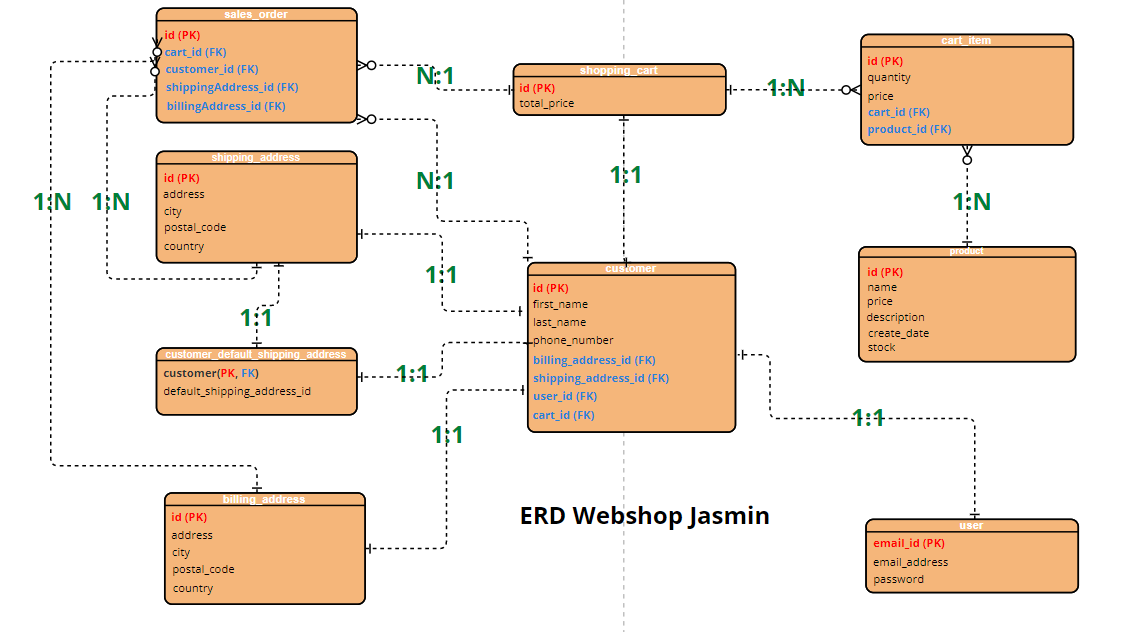 sales_order
id (PK)
cart_id (FK)
customer_id (FK)
shippingAddress_id (FK)
billingAddress_id (FK)
N:1
shopping_cart
id (PK)
total_price
1:N
cart_item
id (PK)
quantity
price
cart_id (FK)
product_id (FK)
shipping_address
id (PK)
address
city
postal_code
country
1:N
1:N
N:1
1:1
1:N
1:1
1:1
customer
id (PK)
first_name
last_name
phone_number
billing_address_id (FK)
shipping_address_id (FK)
user_id (FK)
cart_id (FK)
product
id (PK)
name
price
description
create_date
stock
customer_default_shipping_address
customer(PK, FK)
default_shipping_address_id
1:1
1:1
1:1
billing_address
id (PK)
address
city
postal_code
country
ERD Webshop Jasmin
user
email_id (PK)
email_address
password